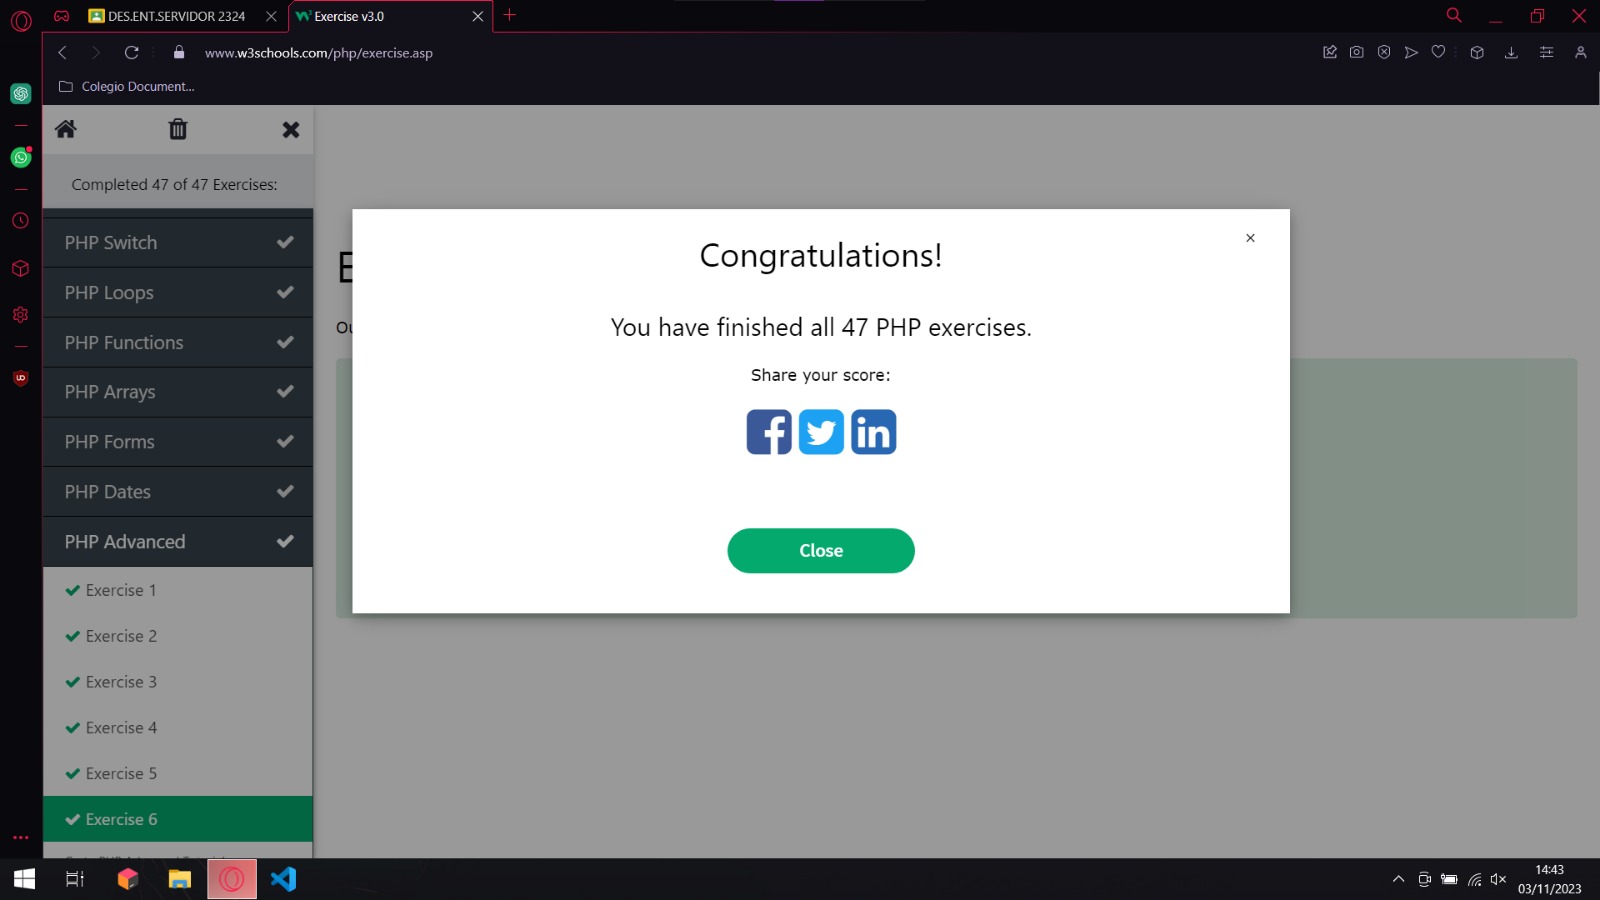 DES.ENT.SERVIDOR 2324
Exercise v3.0
www.w3schools.com/php/exercise.asp
Colegio Document...
Completed 47 of 47 Exercises:
PHP Switch
PHP Loops
PHP Functions
PHP Arrays
PHP Forms
PHP Dates
PHP Advanced
Exercise 1
Exercise 2
Exercise 3
Exercise 4
Exercise 5
Exercise 6
E
Ou
×
Congratulations!
You have finished all 47 PHP exercises.
Share your score:
Close
14:43
03/11/2023